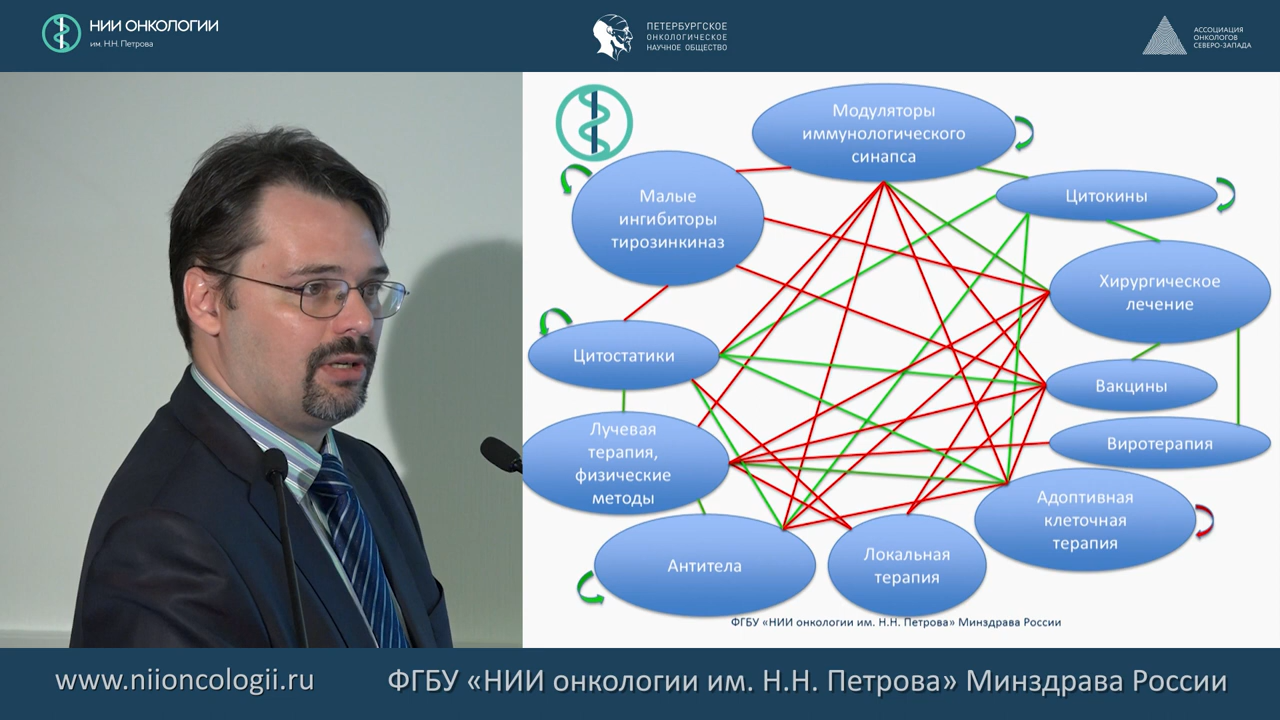 НИИ ОНКОЛОГИИ
им. Н.Н. Петрова
ПЕТЕРБУРГСКОЕ
ОНКОЛОГИЧЕСКОЕ
НАУЧНОЕ ОБЩЕСТВО
АССОЦИАЦИЯ
ОНКОЛОГОВ
СЕВЕРО-ЗАПАДА
Модуляторы
иммунологического
синапса
Малые
ингибиторы
тирозинкиназ
Цитокины
Хирургическое
лечение
Цитостатики
Вакцины
Лучевая
терапия,
физические
методы
Виротерапия
Адоптивная
клеточная
терапия
Антитела
Локальная
терапия
ФГБУ «НИИ онкологии им. Н.Н. Петрова» Минздрава России
www.niioncologii.ru
ФГБУ «НИИ онкологии им. Н.Н. Петрова» Минздрава России